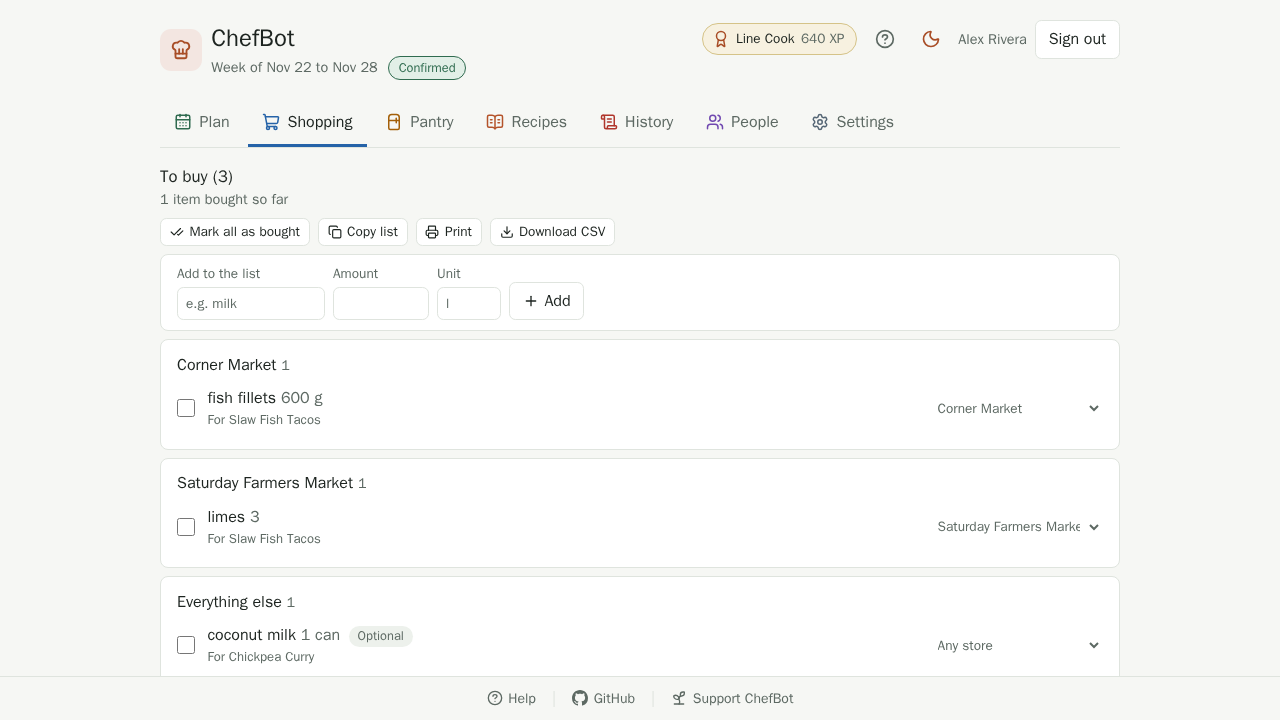 ChefBot
Week of Nov 22 to Nov 28 Confirmed
Line Cook 640 XP
Alex Rivera
Sign out
Plan Shopping Pantry Recipes History People Settings
To buy (3)
1 item bought so far
Mark all as bought Copy list Print Download CSV
Add to the list Amount Unit
e.g. milk l Add
Corner Market 1
fish fillets 600 g
For Slaw Fish Tacos
Corner Market
Saturday Farmers Market 1
limes 3
For Slaw Fish Tacos
Saturday Farmers Marke
Everything else 1
coconut milk 1 can Optional
For Chickpea Curry
Any store
Help GitHub Support ChefBot